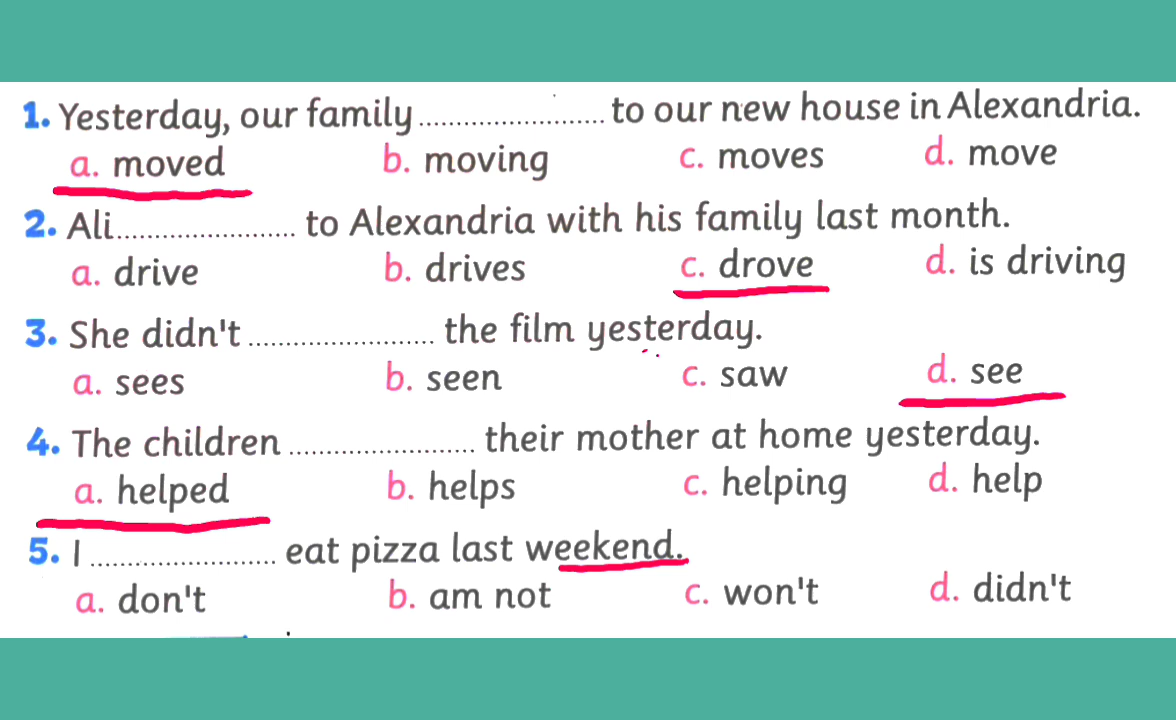 1. Yesterday, our family ........................ to our new house in Alexandria.
a. moved b. moving c. moves d. move
2. Ali........................ to Alexandria with his family last month.
a. drive b. drives c. drove d. is driving
3. She didn't ........................ the film yesterday.
a. sees b. seen c. saw d. see
4. The children ........................ their mother at home yesterday.
a. helped b. helps c. helping d. help
5. I ........................ eat pizza last weekend.
a. don't b. am not c. won't d. didn't